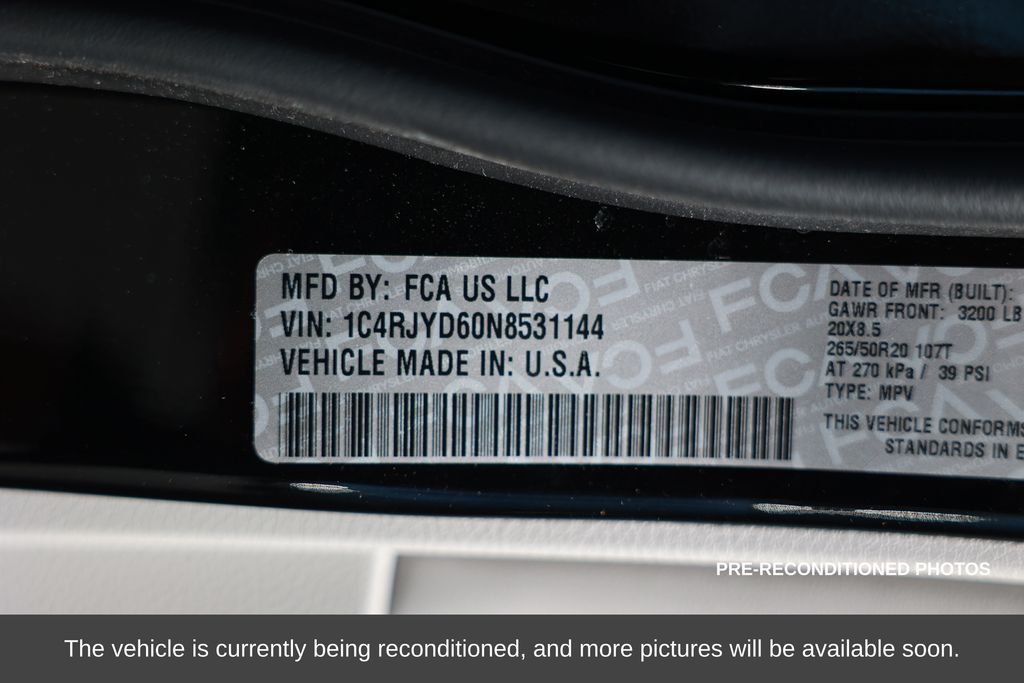 MFD BY: FCA US LLC
VIN: 1C4RJYD60N8531144
VEHICLE MADE IN: U.S.A.
DATE OF MFR (BUILT):
GAWR FRONT: 3200 LB
20X8.5
265/50R20 107T
AT 270 kPa / 39 PSI
TYPE: MPV
THIS VEHICLE CONFORMS
STANDARDS IN E
PRE-RECONDITIONED PHOTOS
The vehicle is currently being reconditioned, and more pictures will be available soon.